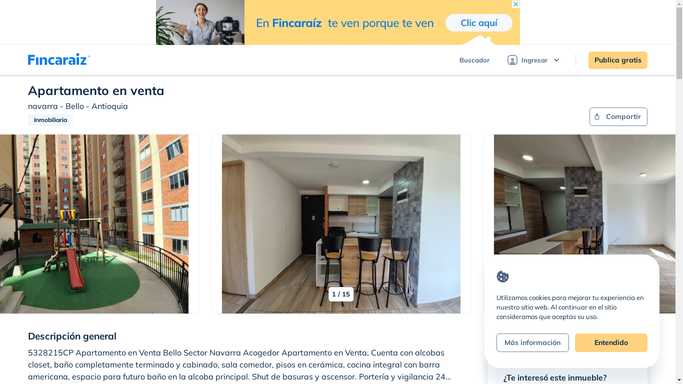 En Fincaraíz te ven porque te ven
Clic aquí
Fincaraiz
Buscador
Ingresar
Publica gratis
Apartamento en venta
navarra - Bello - Antioquia
Inmobiliaria
Compartir
1 / 15
Utilizamos cookies para mejorar tu experiencia en
nuestro sitio web. Al continuar en el sitio
consideramos que aceptas su uso.
Más información
Entendido
Descripción general
5328215CP Apartamento en Venta Bello Sector Navarra Acogedor Apartamento en Venta, Cuenta con alcobas
closet, baño completamente terminado y cabinado, sala comedor, pisos en cerámica, cocina integral con barra
americana, espacio para futuro baño en la alcoba principal. Shut de basuras y ascensor. Portería y vigilancia 24...
¿Te interesó este inmueble?